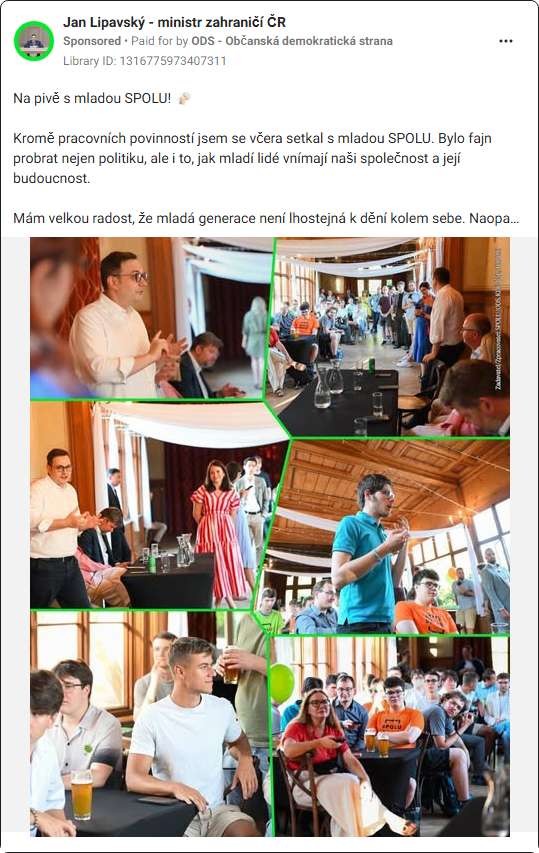 Jan Lipavský - ministr zahraničí ČR
Sponsored • Paid for by ODS - Občanská demokratická strana
Library ID: 1316775973407311
Na pivě s mladou SPOLU! 🍻
Kromě pracovních povinností jsem se včera setkal s mladou SPOLU. Bylo fajn
probrat nejen politiku, ale i to, jak mladí lidé vnímají naši společnost a její
budoucnost.
Mám velkou radost, že mladá generace není lhostejná k dění kolem sebe. Naopa…
SPOLU